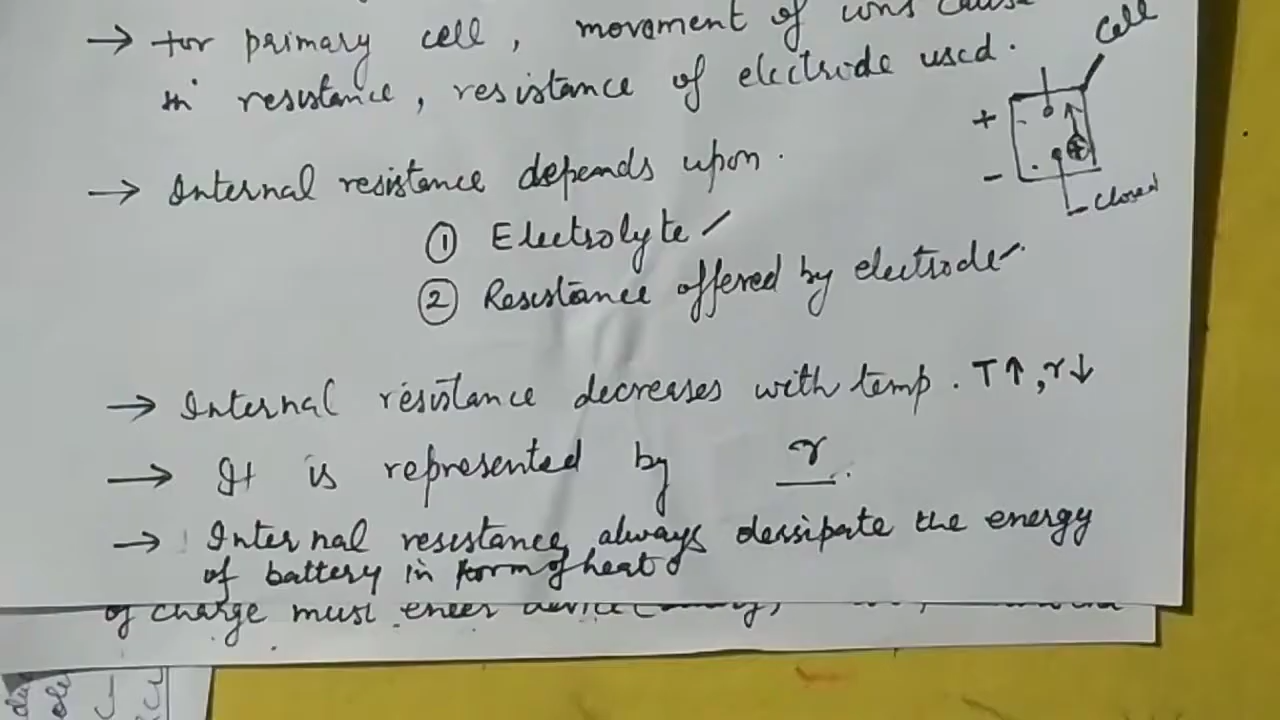 → for primary cell, movement of ions cause
in resistance, resistance of electrode used.
Cell
+
-
closed
→ Internal resistance depends upon.
① Electrolyte
② Resistance offered by electrode
→ Internal resistance decreases with temp. T↑, r↓
→ It is represented by r.
→ Internal resistance always dessipate the energy
of battery in form of heat
of charge must enter